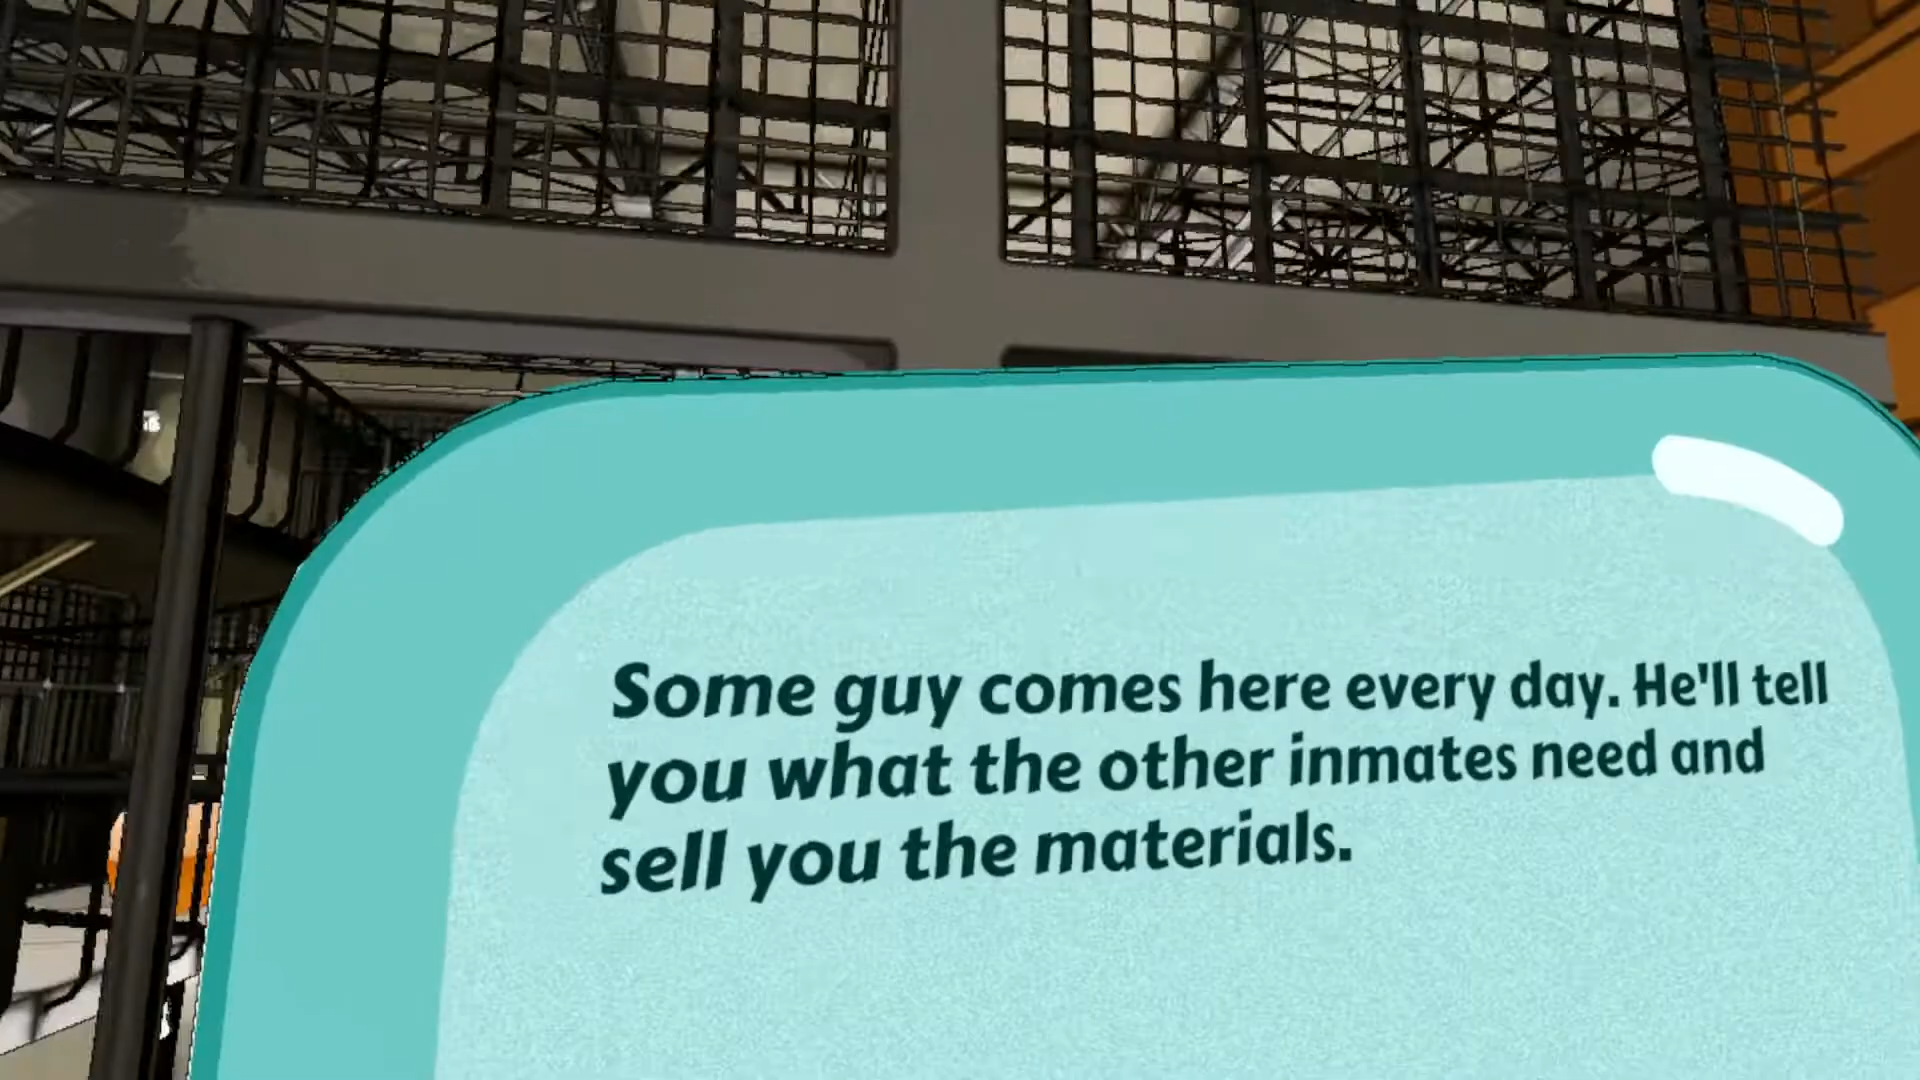 Some guy comes here every day. He'll tell
you what the other inmates need and
sell you the materials.